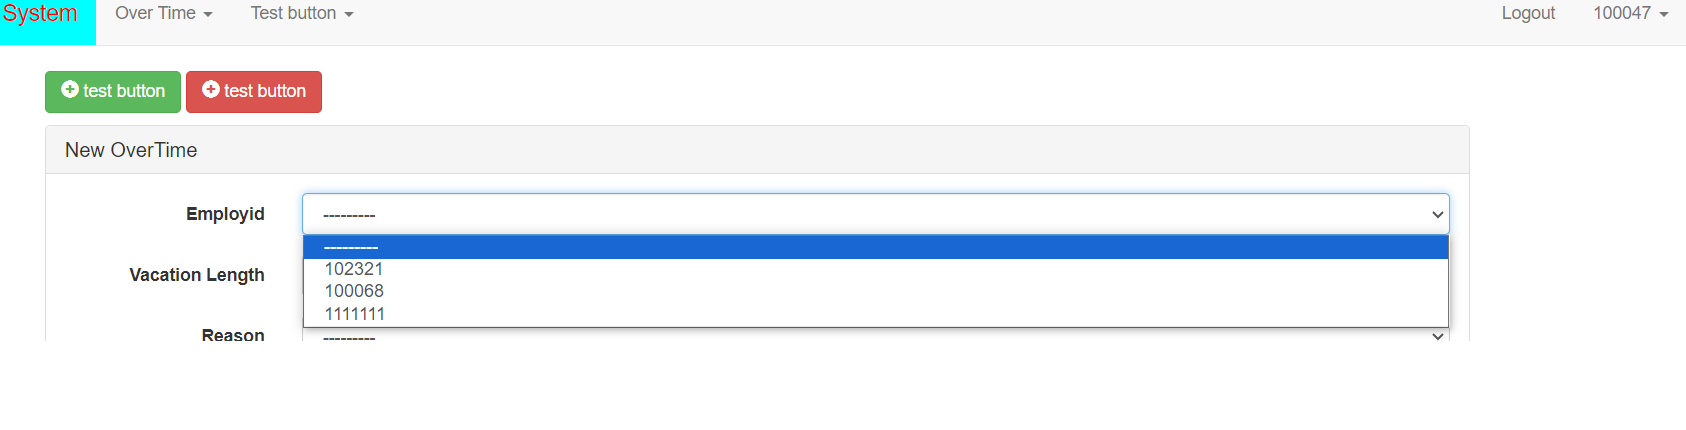 System Over Time Test button Logout 100047
test button test button
New OverTime
Employid ---------
---------
102321
Vacation Length
100068
1111111
Reason ---------